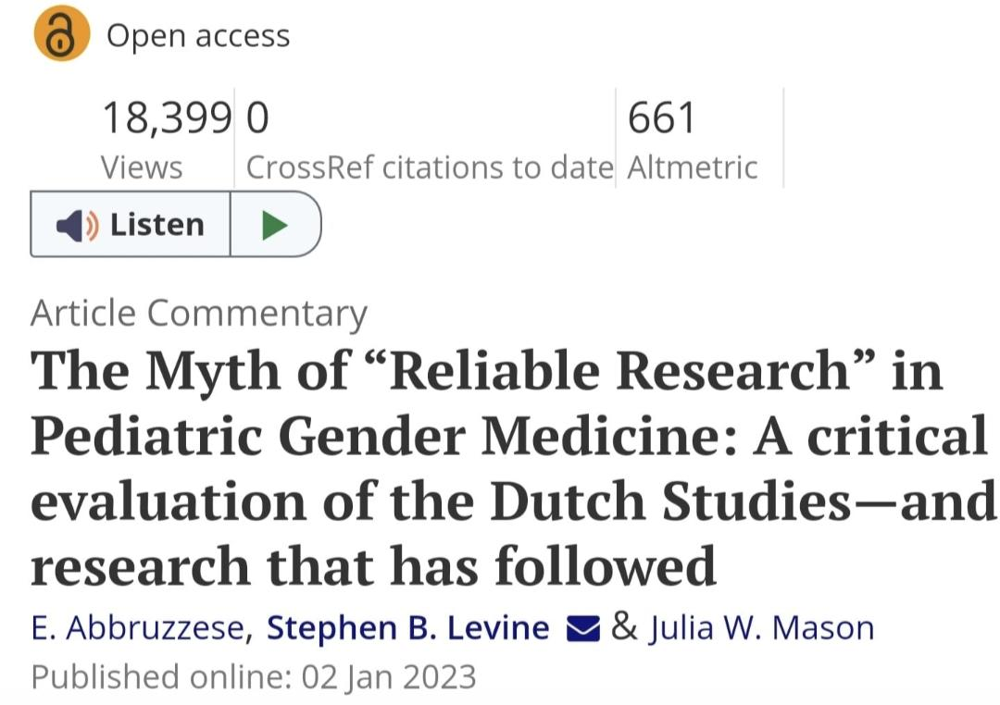 Open access
18,399 0 661
Views CrossRef citations to date Altmetric
Listen
Article Commentary
The Myth of “Reliable Research” in
Pediatric Gender Medicine: A critical
evaluation of the Dutch Studies—and
research that has followed
E. Abbruzzese, Stephen B. Levine & Julia W. Mason
Published online: 02 Jan 2023